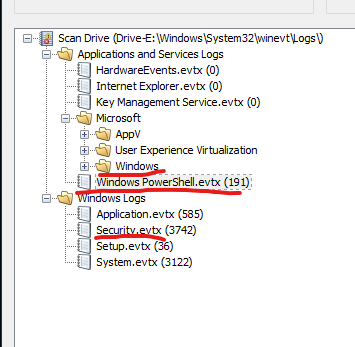 Scan Drive (Drive-E:\Windows\System32\winevt\Logs\)
Applications and Services Logs
HardwareEvents.evtx (0)
Internet Explorer.evtx (0)
Key Management Service.evtx (0)
Microsoft
AppV
User Experience Virtualization
Windows
Windows PowerShell.evtx (191)
Windows Logs
Application.evtx (585)
Security.evtx (3742)
Setup.evtx (36)
System.evtx (3122)